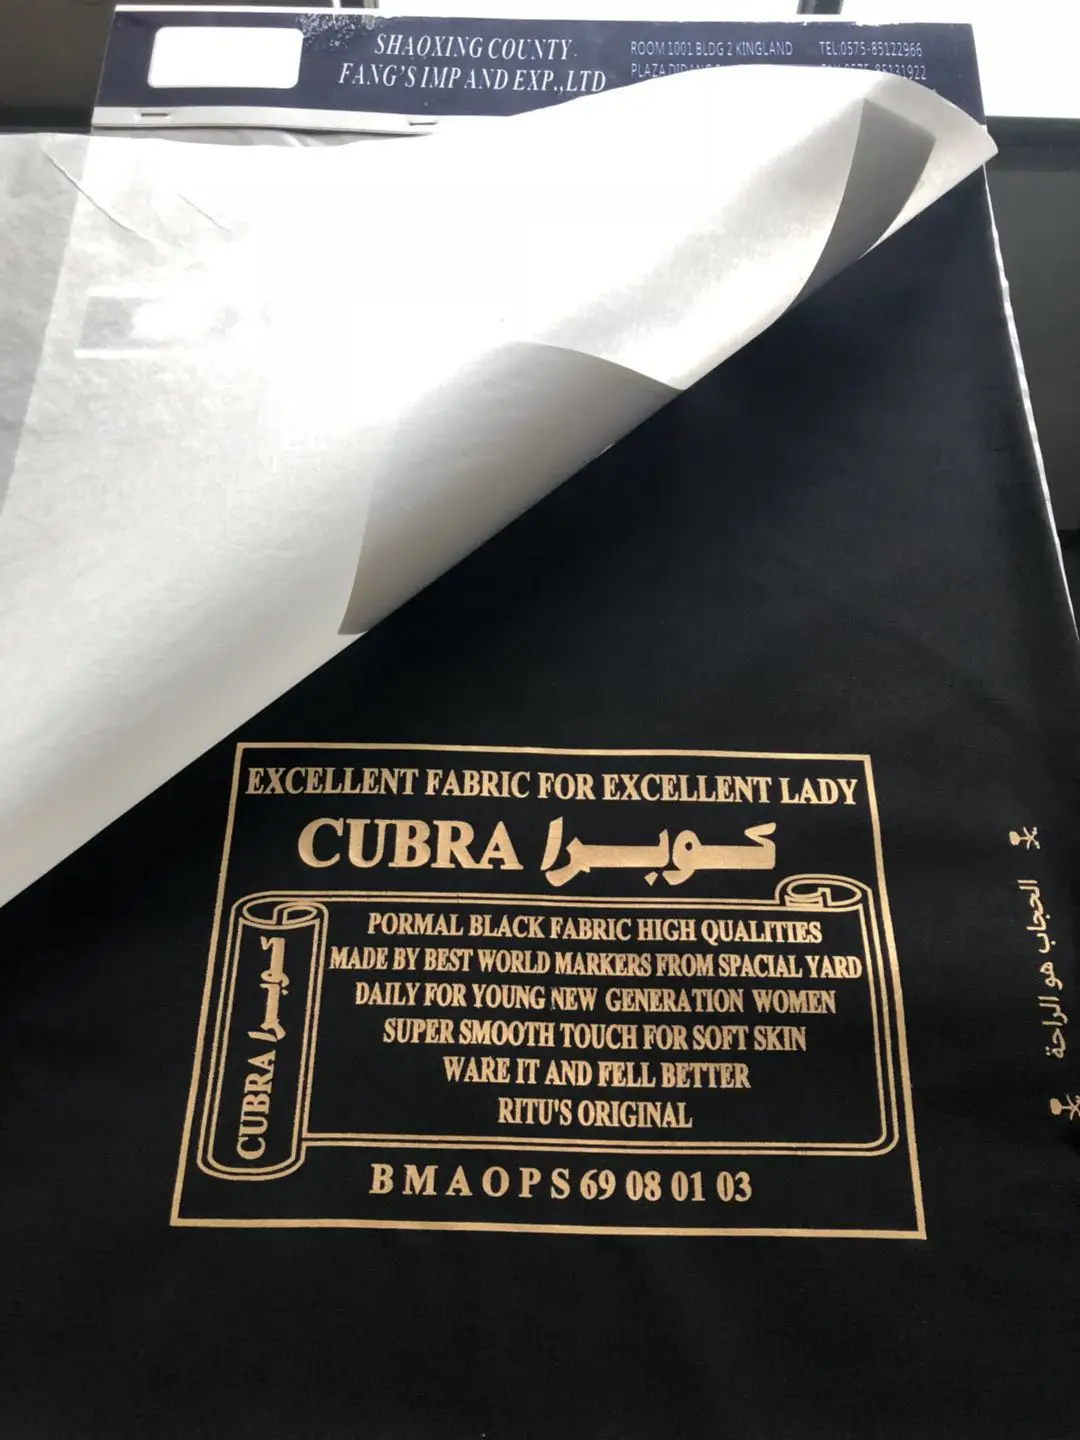 SHAOXING COUNTY
FANG'S IMP AND EXP.,LTD
ROOM 1001 BLDG 2 KINGLAND
PLAZA
TEL:0575-85122966
85131922
EXCELLENT FABRIC FOR EXCELLENT LADY
CUBRA كوبرا
PORMAL BLACK FABRIC HIGH QUALITIES
MADE BY BEST WORLD MARKERS FROM SPACIAL YARD
DAILY FOR YOUNG NEW GENERATION WOMEN
SUPER SMOOTH TOUCH FOR SOFT SKIN
WARE IT AND FELL BETTER
RITU'S ORIGINAL
CUBRA كوبرا
B M A O P S 69 08 01 03
الحجاب هو الراحة